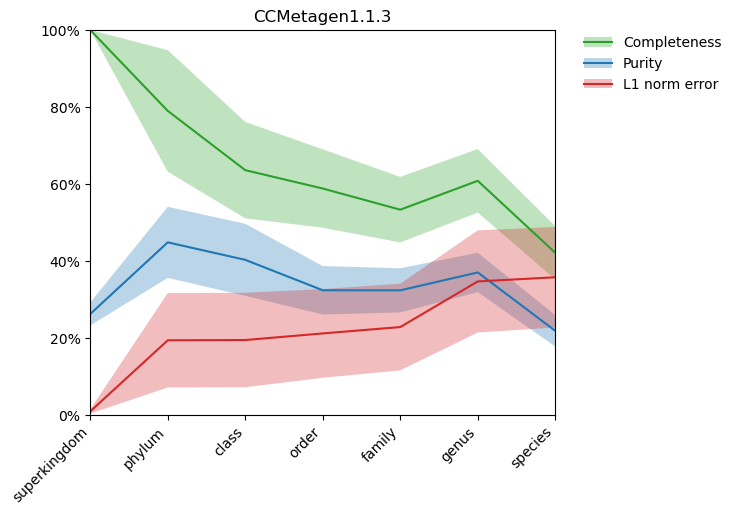 CCMetagen1.1.3
100%
80%
60%
40%
20%
0%
superkingdom
phylum
class
order
family
genus
species
Completeness
Purity
L1 norm error